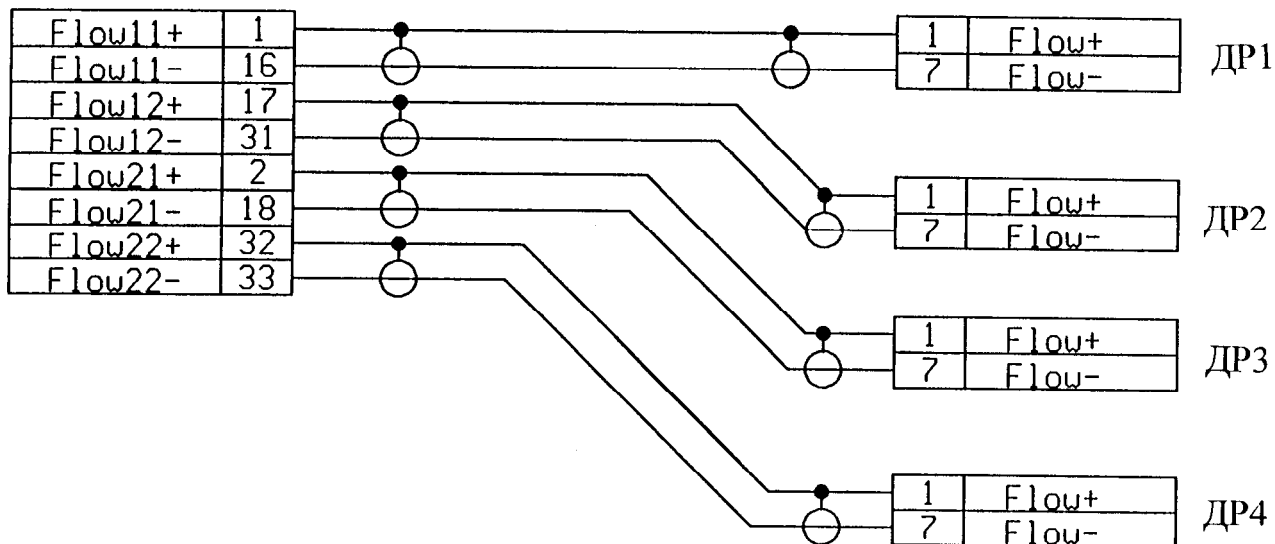 Flow11+ 1
Flow11- 16
Flow12+ 17
Flow12- 31
Flow21+ 2
Flow21- 18
Flow22+ 32
Flow22- 33
1 Flow+
7 Flow-
ДР1
1 Flow+
7 Flow-
ДР2
1 Flow+
7 Flow-
ДР3
1 Flow+
7 Flow-
ДР4